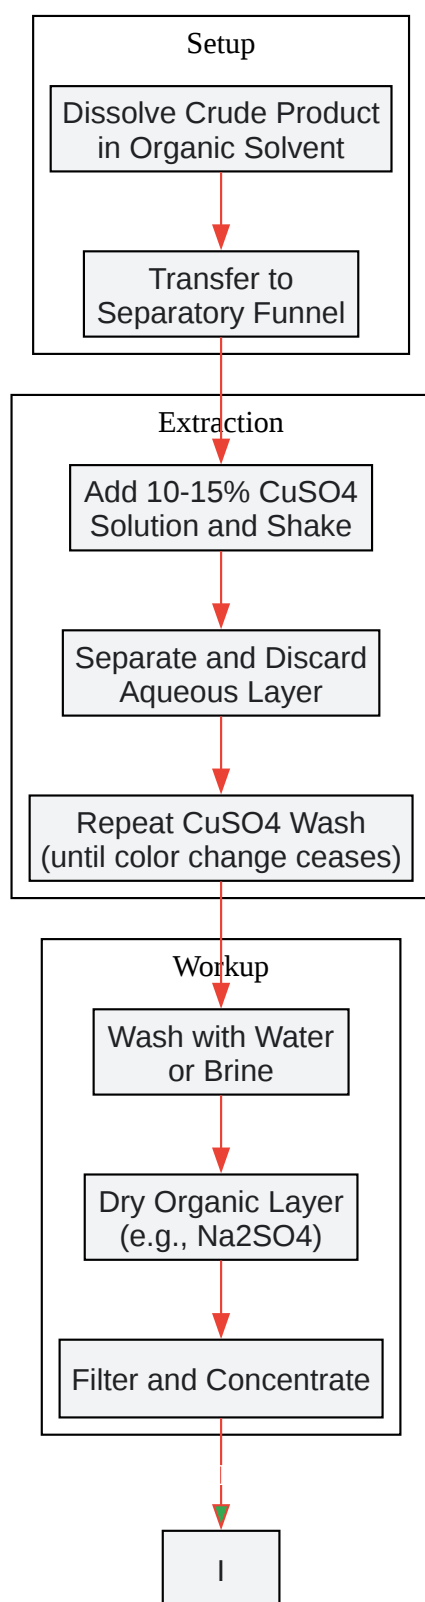 Setup
Dissolve Crude Product
in Organic Solvent
Transfer to
Separatory Funnel
Extraction
Add 10-15% CuSO4
Solution and Shake
Separate and Discard
Aqueous Layer
Repeat CuSO4 Wash
(until color change ceases)
Workup
Wash with Water
or Brine
Dry Organic Layer
(e.g., Na2SO4)
Filter and Concentrate
I